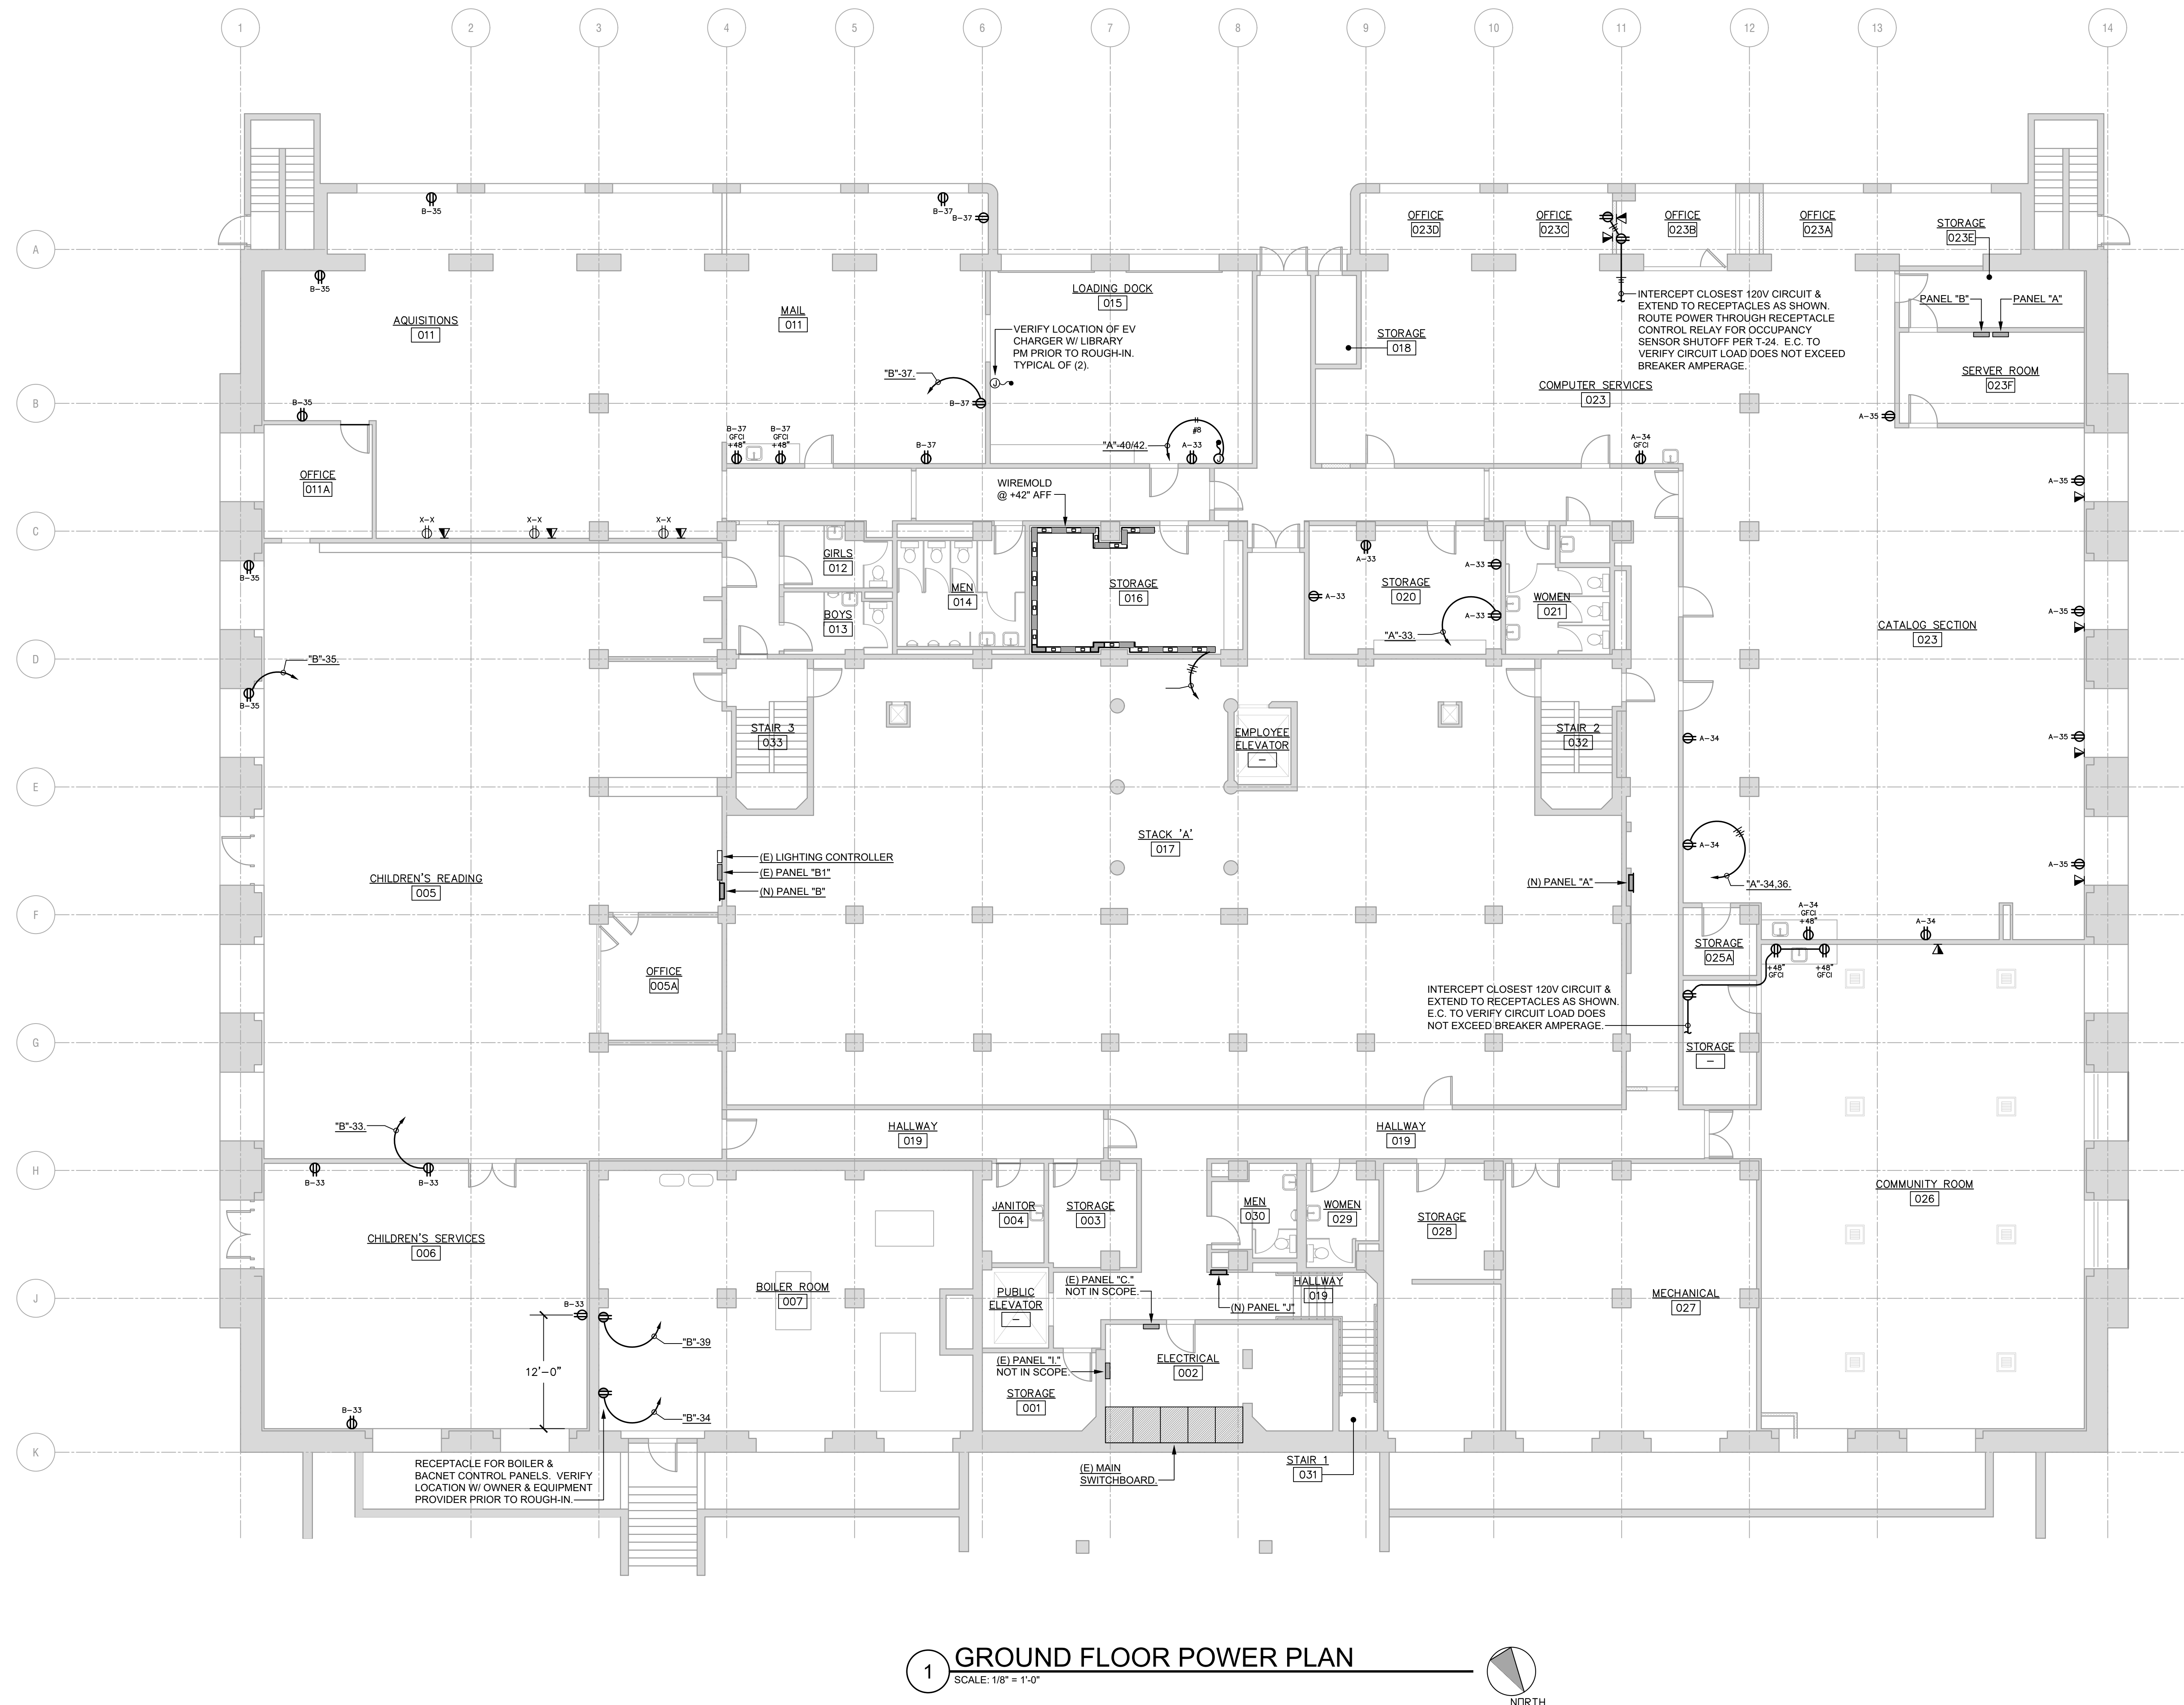 1 2 3 4 5 6 7 8 9 10 11 12 13 14
A
B
C
D
E
F
G
H
J
K
B-35
B-37
B-37
B-35
AQUISITIONS
011
MAIL
011
LOADING DOCK
015
VERIFY LOCATION OF EV
CHARGER W/ LIBRARY
PM PRIOR TO ROUGH-IN.
TYPICAL OF (2).
J
"B"-37.
B-37
B-35
B-37
GFCI
+48"
B-37
GFCI
+48"
B-37
"A"-40/42.
#8
A-33
J
STORAGE
018
OFFICE
023D
OFFICE
023C
OFFICE
023B
OFFICE
023A
STORAGE
023E
INTERCEPT CLOSEST 120V CIRCUIT &
EXTEND TO RECEPTACLES AS SHOWN.
ROUTE POWER THROUGH RECEPTACLE
CONTROL RELAY FOR OCCUPANCY
SENSOR SHUTOFF PER T-24. E.C. TO
VERIFY CIRCUIT LOAD DOES NOT EXCEED
BREAKER AMPERAGE.
PANEL "B"
PANEL "A"
SERVER ROOM
023F
COMPUTER SERVICES
023
A-35
A-34
GFCI
A-35
OFFICE
011A
X-X
X-X
X-X
B-35
WIREMOLD
@ +42" AFF
GIRLS
012
BOYS
013
MEN
014
STORAGE
016
A-33
A-33
STORAGE
020
A-33
A-33
"A"-33.
WOMEN
021
A-35
CATALOG SECTION
023
"B"-35.
B-35
STAIR 3
033
EMPLOYEE
ELEVATOR
-
STAIR 2
032
A-34
A-35
STACK 'A'
017
A-34
"A"-34,36.
A-35
(E) LIGHTING CONTROLLER
(E) PANEL "B1"
(N) PANEL "B"
(N) PANEL "A"
CHILDREN'S READING
005
OFFICE
005A
STORAGE
025A
A-34
GFCI
+48"
A-34
+48"
GFCI
+48"
GFCI
INTERCEPT CLOSEST 120V CIRCUIT &
EXTEND TO RECEPTACLES AS SHOWN.
E.C. TO VERIFY CIRCUIT LOAD DOES
NOT EXCEED BREAKER AMPERAGE.
STORAGE
-
"B"-33.
B-33
B-33
HALLWAY
019
HALLWAY
019
CHILDREN'S SERVICES
006
JANITOR
004
STORAGE
003
MEN
030
WOMEN
029
STORAGE
028
COMMUNITY ROOM
026
BOILER ROOM
007
PUBLIC
ELEVATOR
-
(E) PANEL "C."
NOT IN SCOPE.
(N) PANEL "J"
HALLWAY
019
MECHANICAL
027
B-33
12'-0"
"B"-39
"B"-34
B-33
(E) PANEL "I."
NOT IN SCOPE.
ELECTRICAL
002
STORAGE
001
RECEPTACLE FOR BOILER &
BACNET CONTROL PANELS. VERIFY
LOCATION W/ OWNER & EQUIPMENT
PROVIDER PRIOR TO ROUGH-IN.
(E) MAIN
SWITCHBOARD.
STAIR 1
031
1 GROUND FLOOR POWER PLAN
SCALE: 1/8" = 1'-0"
NORTH